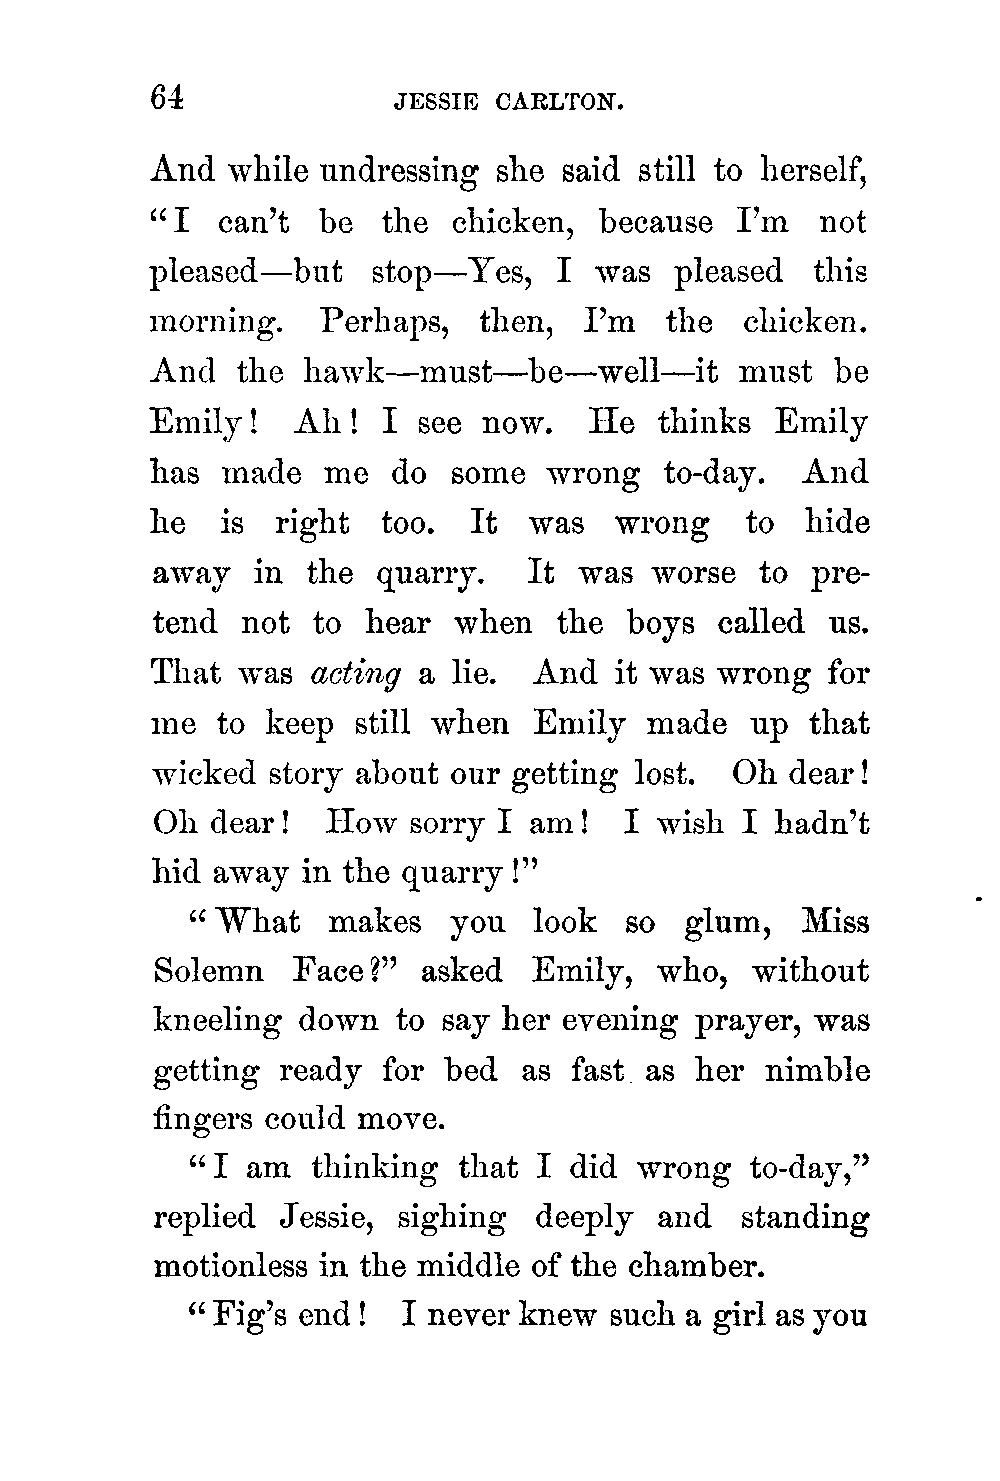 64 JESSIE CARLTON.
And while undressing she said still to herself,
“I can’t be the chicken, because I’m not
pleased—but stop—Yes, I was pleased this
morning. Perhaps, then, I’m the chicken.
And the hawk—must—be—well—it must be
Emily! Ah! I see now. He thinks Emily
has made me do some wrong to-day. And
he is right too. It was wrong to hide
away in the quarry. It was worse to pre-
tend not to hear when the boys called us.
That was acting a lie. And it was wrong for
me to keep still when Emily made up that
wicked story about our getting lost. Oh dear!
Oh dear! How sorry I am! I wish I hadn’t
hid away in the quarry!”
“What makes you look so glum, Miss
Solemn Face?” asked Emily, who, without
kneeling down to say her evening prayer, was
getting ready for bed as fast as her nimble
fingers could move.
“I am thinking that I did wrong to-day,”
replied Jessie, sighing deeply and standing
motionless in the middle of the chamber.
“Fig’s end! I never knew such a girl as you